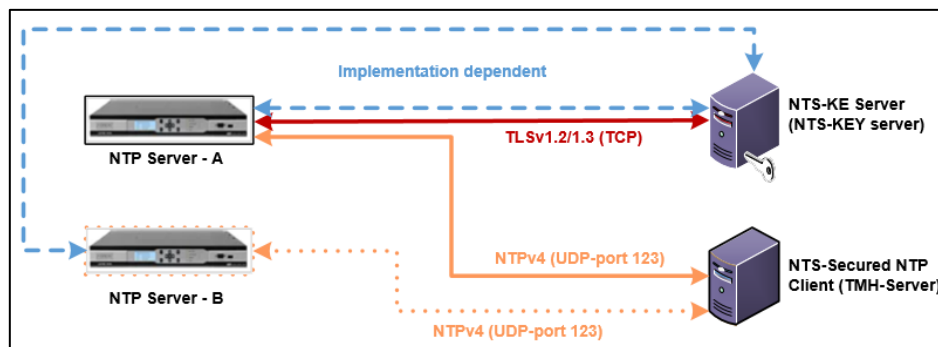 Implementation dependent
NTS-KE Server
(NTS-KEY server)
TLSv1.2/1.3 (TCP)
NTP Server - A
NTPv4 (UDP-port 123)
NTS-Secured NTP
Client (TMH-Server)
NTP Server - B
NTPv4 (UDP-port 123)